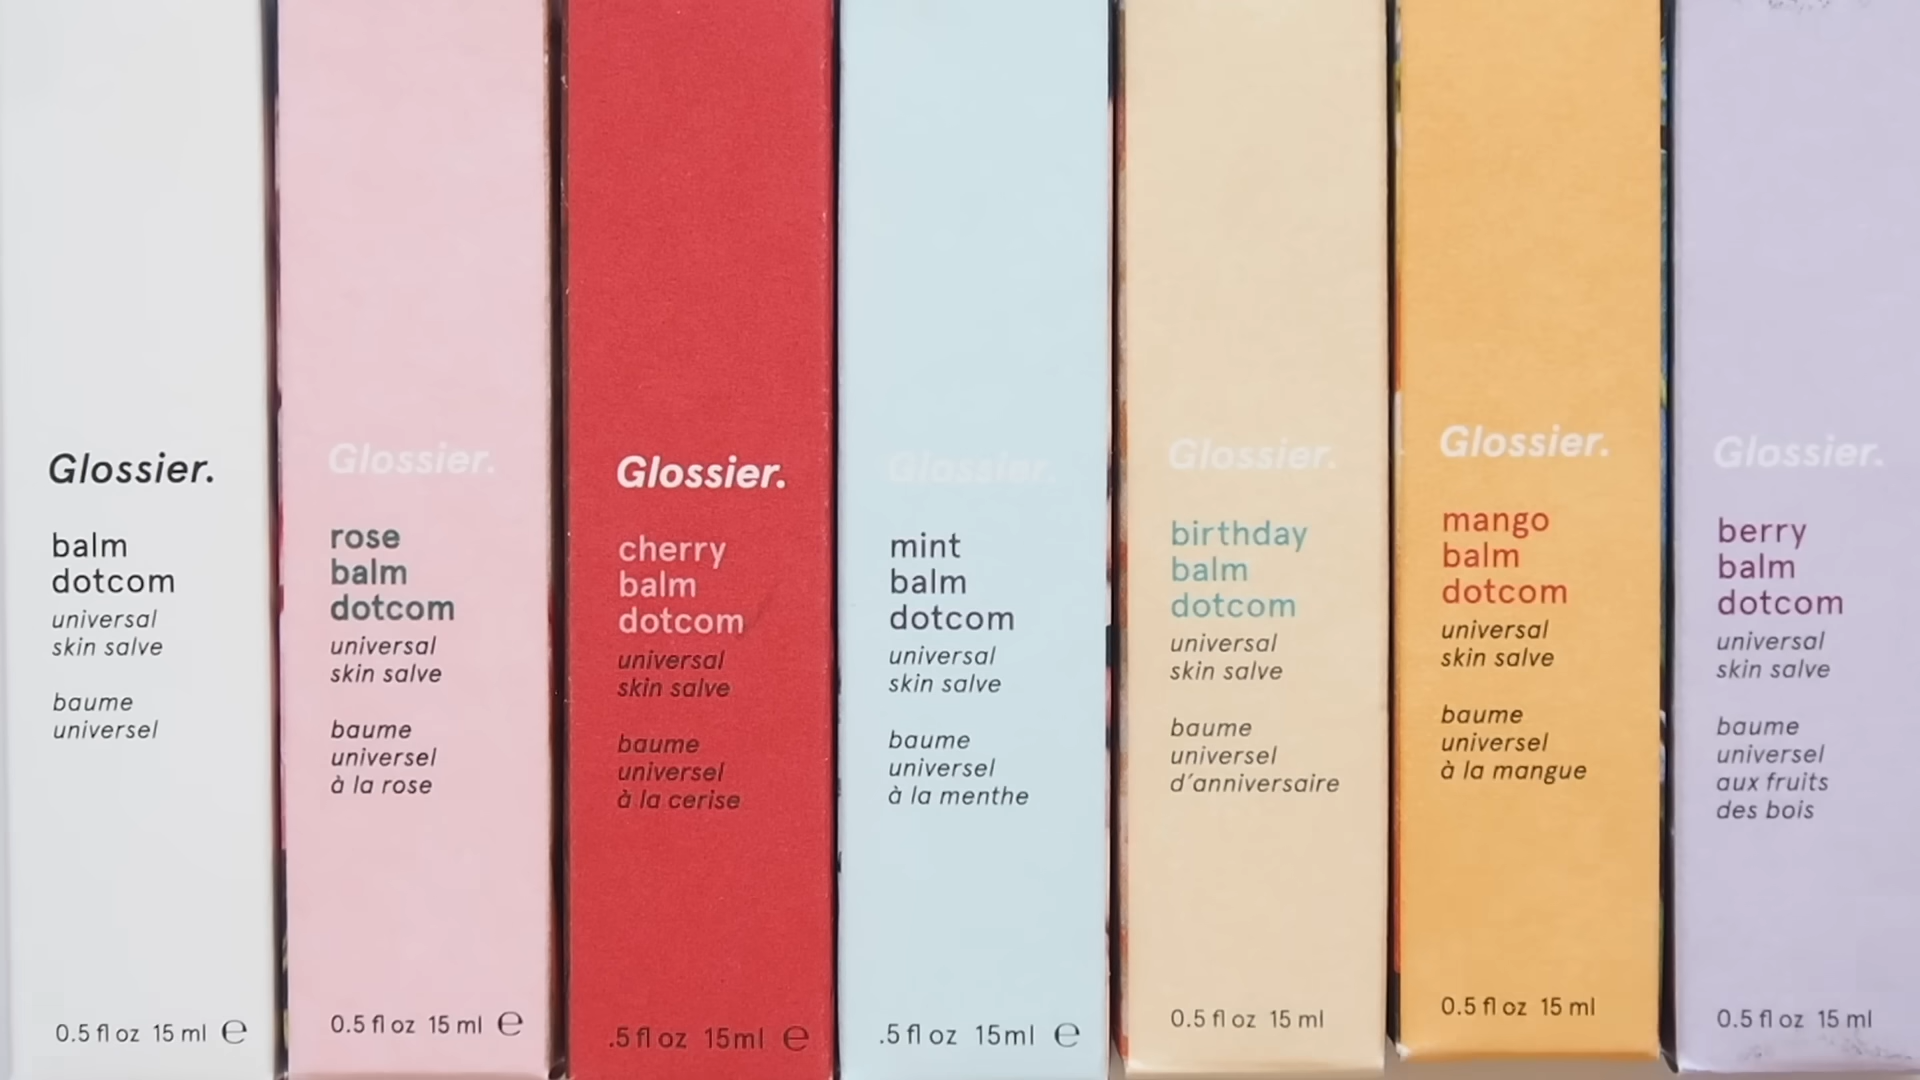 Glossier.
balm
dotcom
universal
skin salve
baume
universel
0.5 fl oz 15 ml ℮
Glossier.
rose
balm
dotcom
universal
skin salve
baume
universel
à la rose
0.5 fl oz 15 ml ℮
Glossier.
cherry
balm
dotcom
universal
skin salve
baume
universel
à la cerise
.5 fl oz 15ml ℮
Glossier.
mint
balm
dotcom
universal
skin salve
baume
universel
à la menthe
.5 fl oz 15ml ℮
Glossier.
birthday
balm
dotcom
universal
skin salve
baume
universel
d'anniversaire
0.5 fl oz 15 ml
Glossier.
mango
balm
dotcom
universal
skin salve
baume
universel
à la mangue
0.5 fl oz 15 ml
Glossier.
berry
balm
dotcom
universal
skin salve
baume
universel
aux fruits
des bois
0.5 fl oz 15 ml